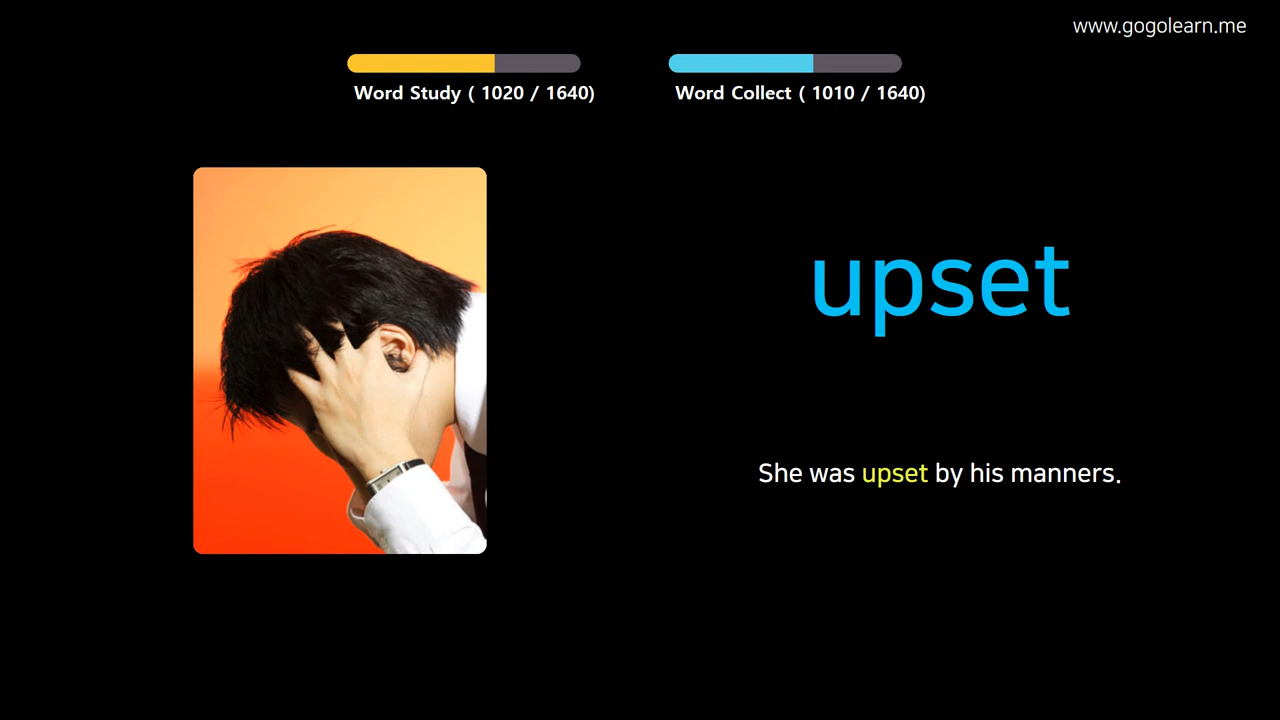 www.gogolearn.me
Word Study ( 1020 / 1640)
Word Collect ( 1010 / 1640)
upset
She was upset by his manners.